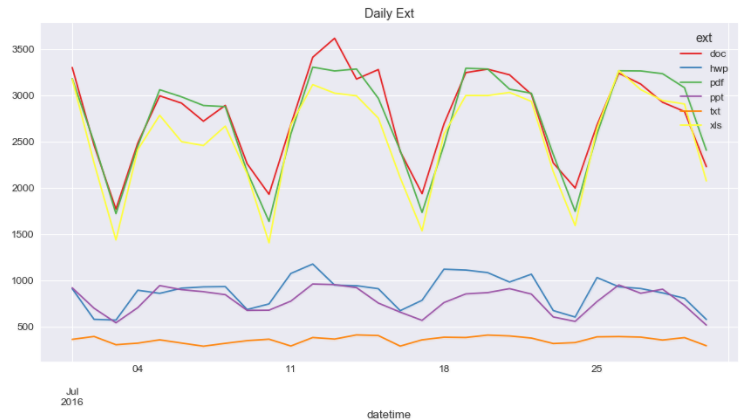 Daily Ext
3500
3000
2500
2000
1500
1000
500
ext
doc
hwp
pdf
ppt
txt
xls
04
11
18
25
Jul
2016
datetime